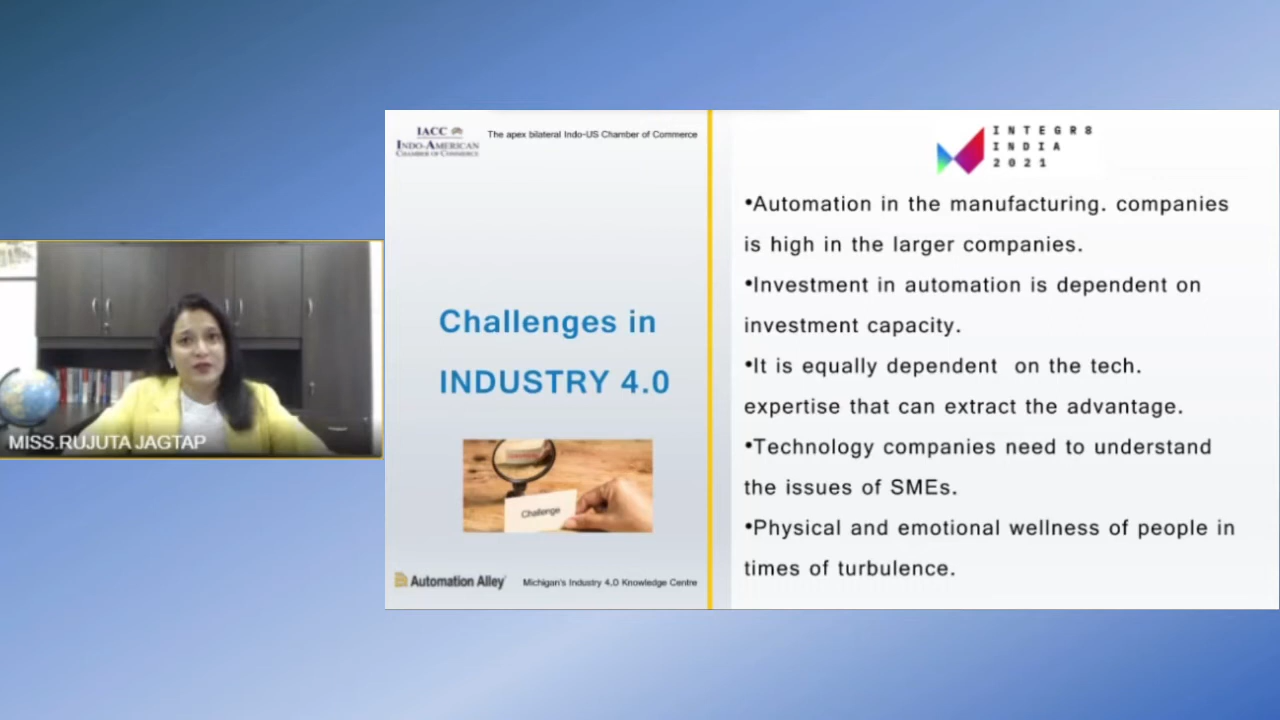 MISS.RUJUTA JAGTAP
IACC
INDO-AMERICAN
CHAMBER OF COMMERCE
The apex bilateral Indo-US Chamber of Commerce
Challenges in
INDUSTRY 4.0
Challenge
Automation Alley
Michigan's Industry 4.0 Knowledge Centre
INTEGR8
INDIA
2021
•Automation in the manufacturing. companies
is high in the larger companies.
•Investment in automation is dependent on
investment capacity.
•It is equally dependent  on the tech.
expertise that can extract the advantage.
•Technology companies need to understand
the issues of SMEs.
•Physical and emotional wellness of people in
times of turbulence.